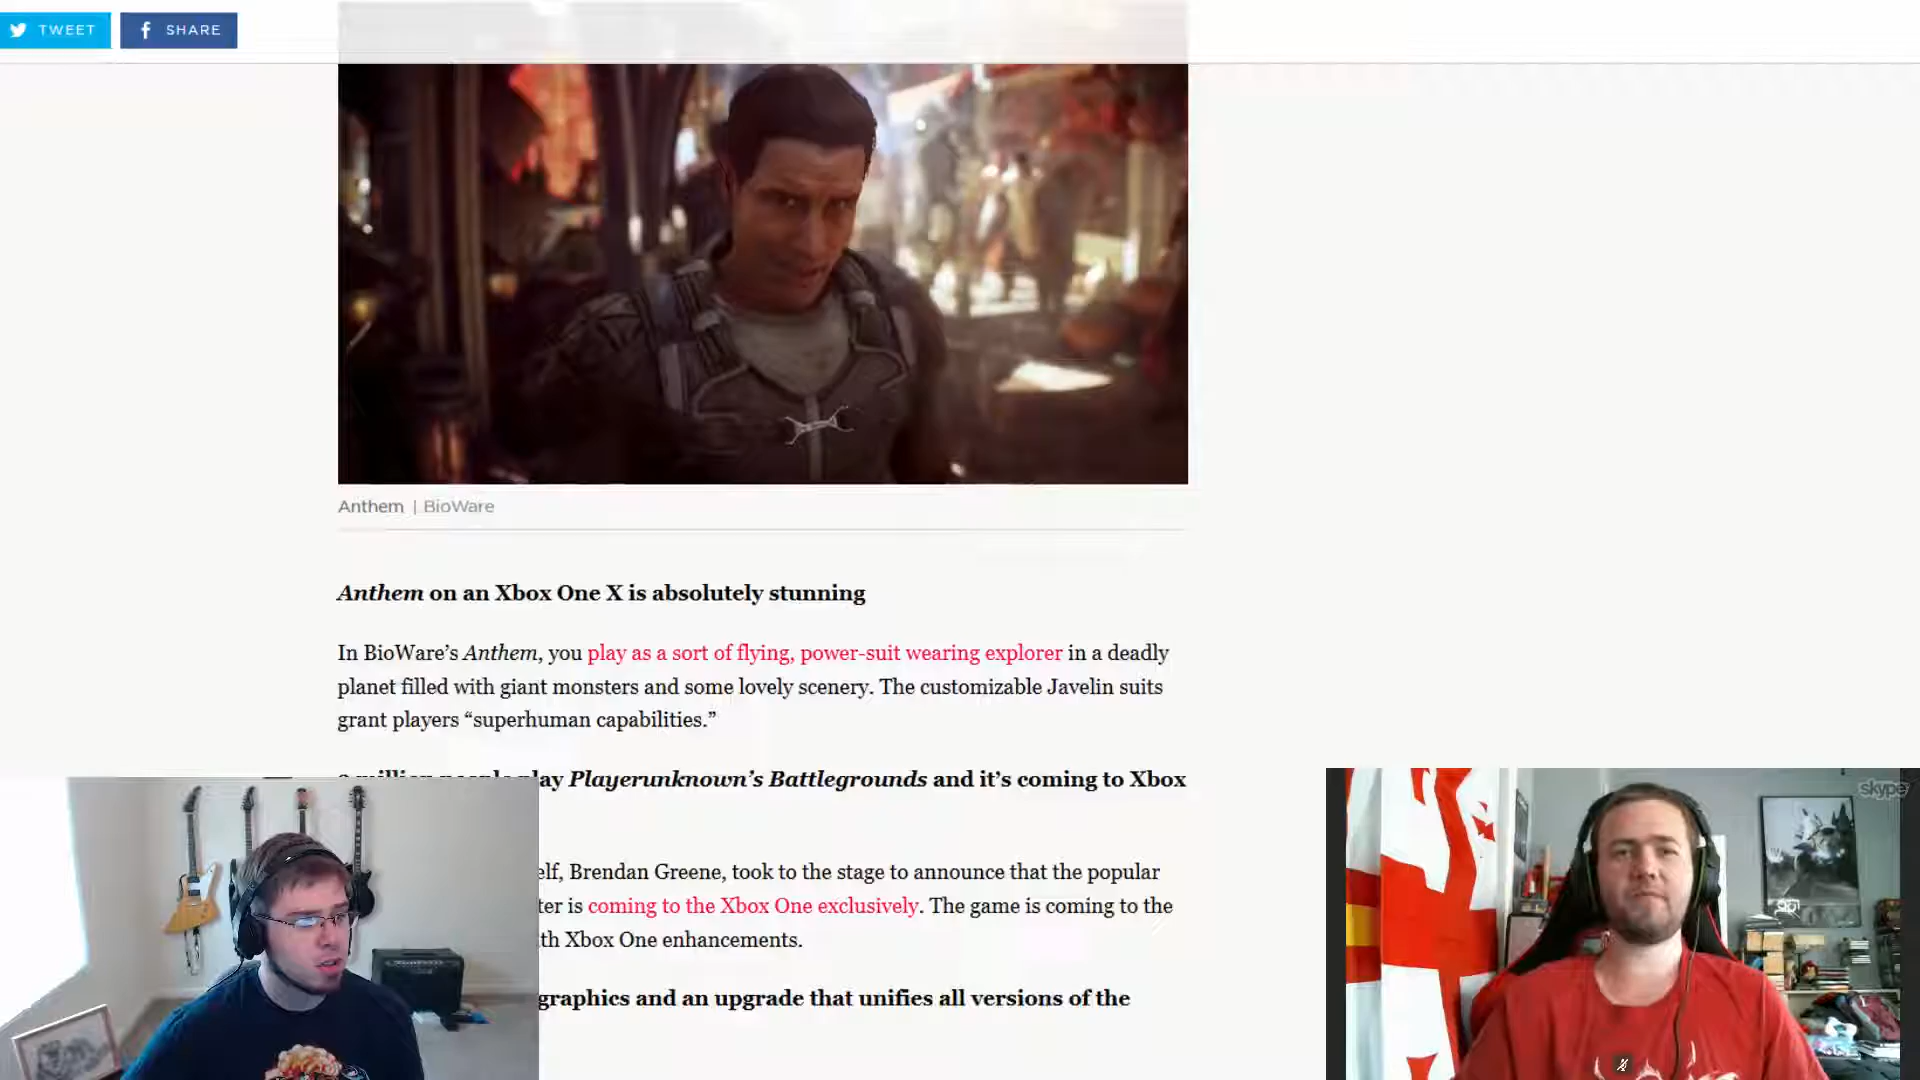 TWEET
SHARE
Anthem | BioWare
Anthem on an Xbox One X is absolutely stunning
In BioWare's Anthem, you play as a sort of flying, power-suit wearing explorer in a deadly
planet filled with giant monsters and some lovely scenery. The customizable Javelin suits
grant players “superhuman capabilities.”
play Playerunknown's Battlegrounds and it's coming to Xbox
elf, Brendan Greene, took to the stage to announce that the popular
ter is coming to the Xbox One exclusively. The game is coming to the
th Xbox One enhancements.
graphics and an upgrade that unifies all versions of the
skype